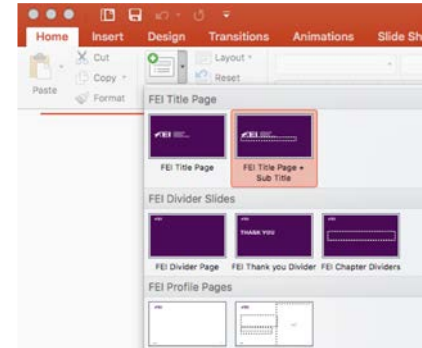 Home Insert Design Transitions Animations Slide Sh
Cut
Copy
Paste
Format
Layout
Reset
FEI Title Page
FEI
FEI
FEI Title Page
FEI Title Page +
Sub Title
FEI Divider Slides
THANK YOU
FEI Divider Page
FEI Thank you Divider
FEI Chapter Dividers
FEI Profile Pages